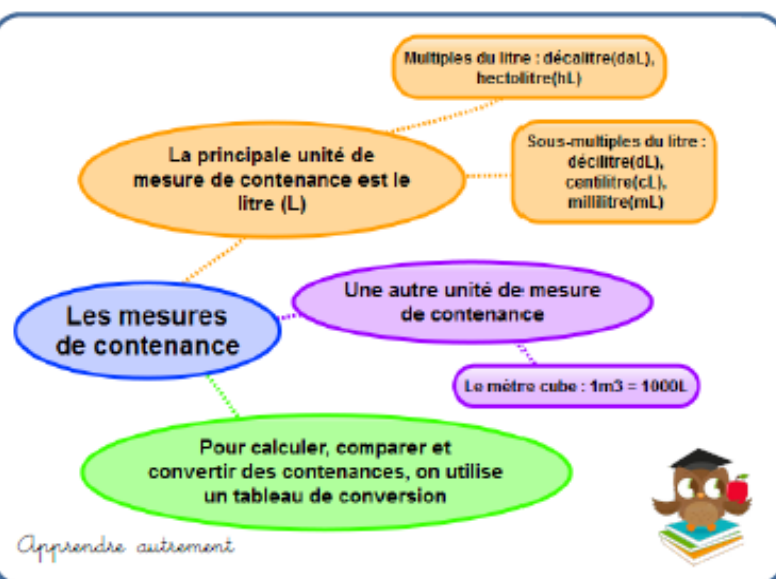 Multiples du litre : décalitre(daL),
hectolitre(hL)
La principale unité de
mesure de contenance est le
litre (L)
Sous-multiples du litre :
décilitre(dL),
centilitre(cL),
millilitre(mL)
Les mesures
de contenance
Une autre unité de mesure
de contenance
Le mètre cube : 1m3 = 1000L
Pour calculer, comparer et
convertir des contenances, on utilise
un tableau de conversion
Apprendre autrement